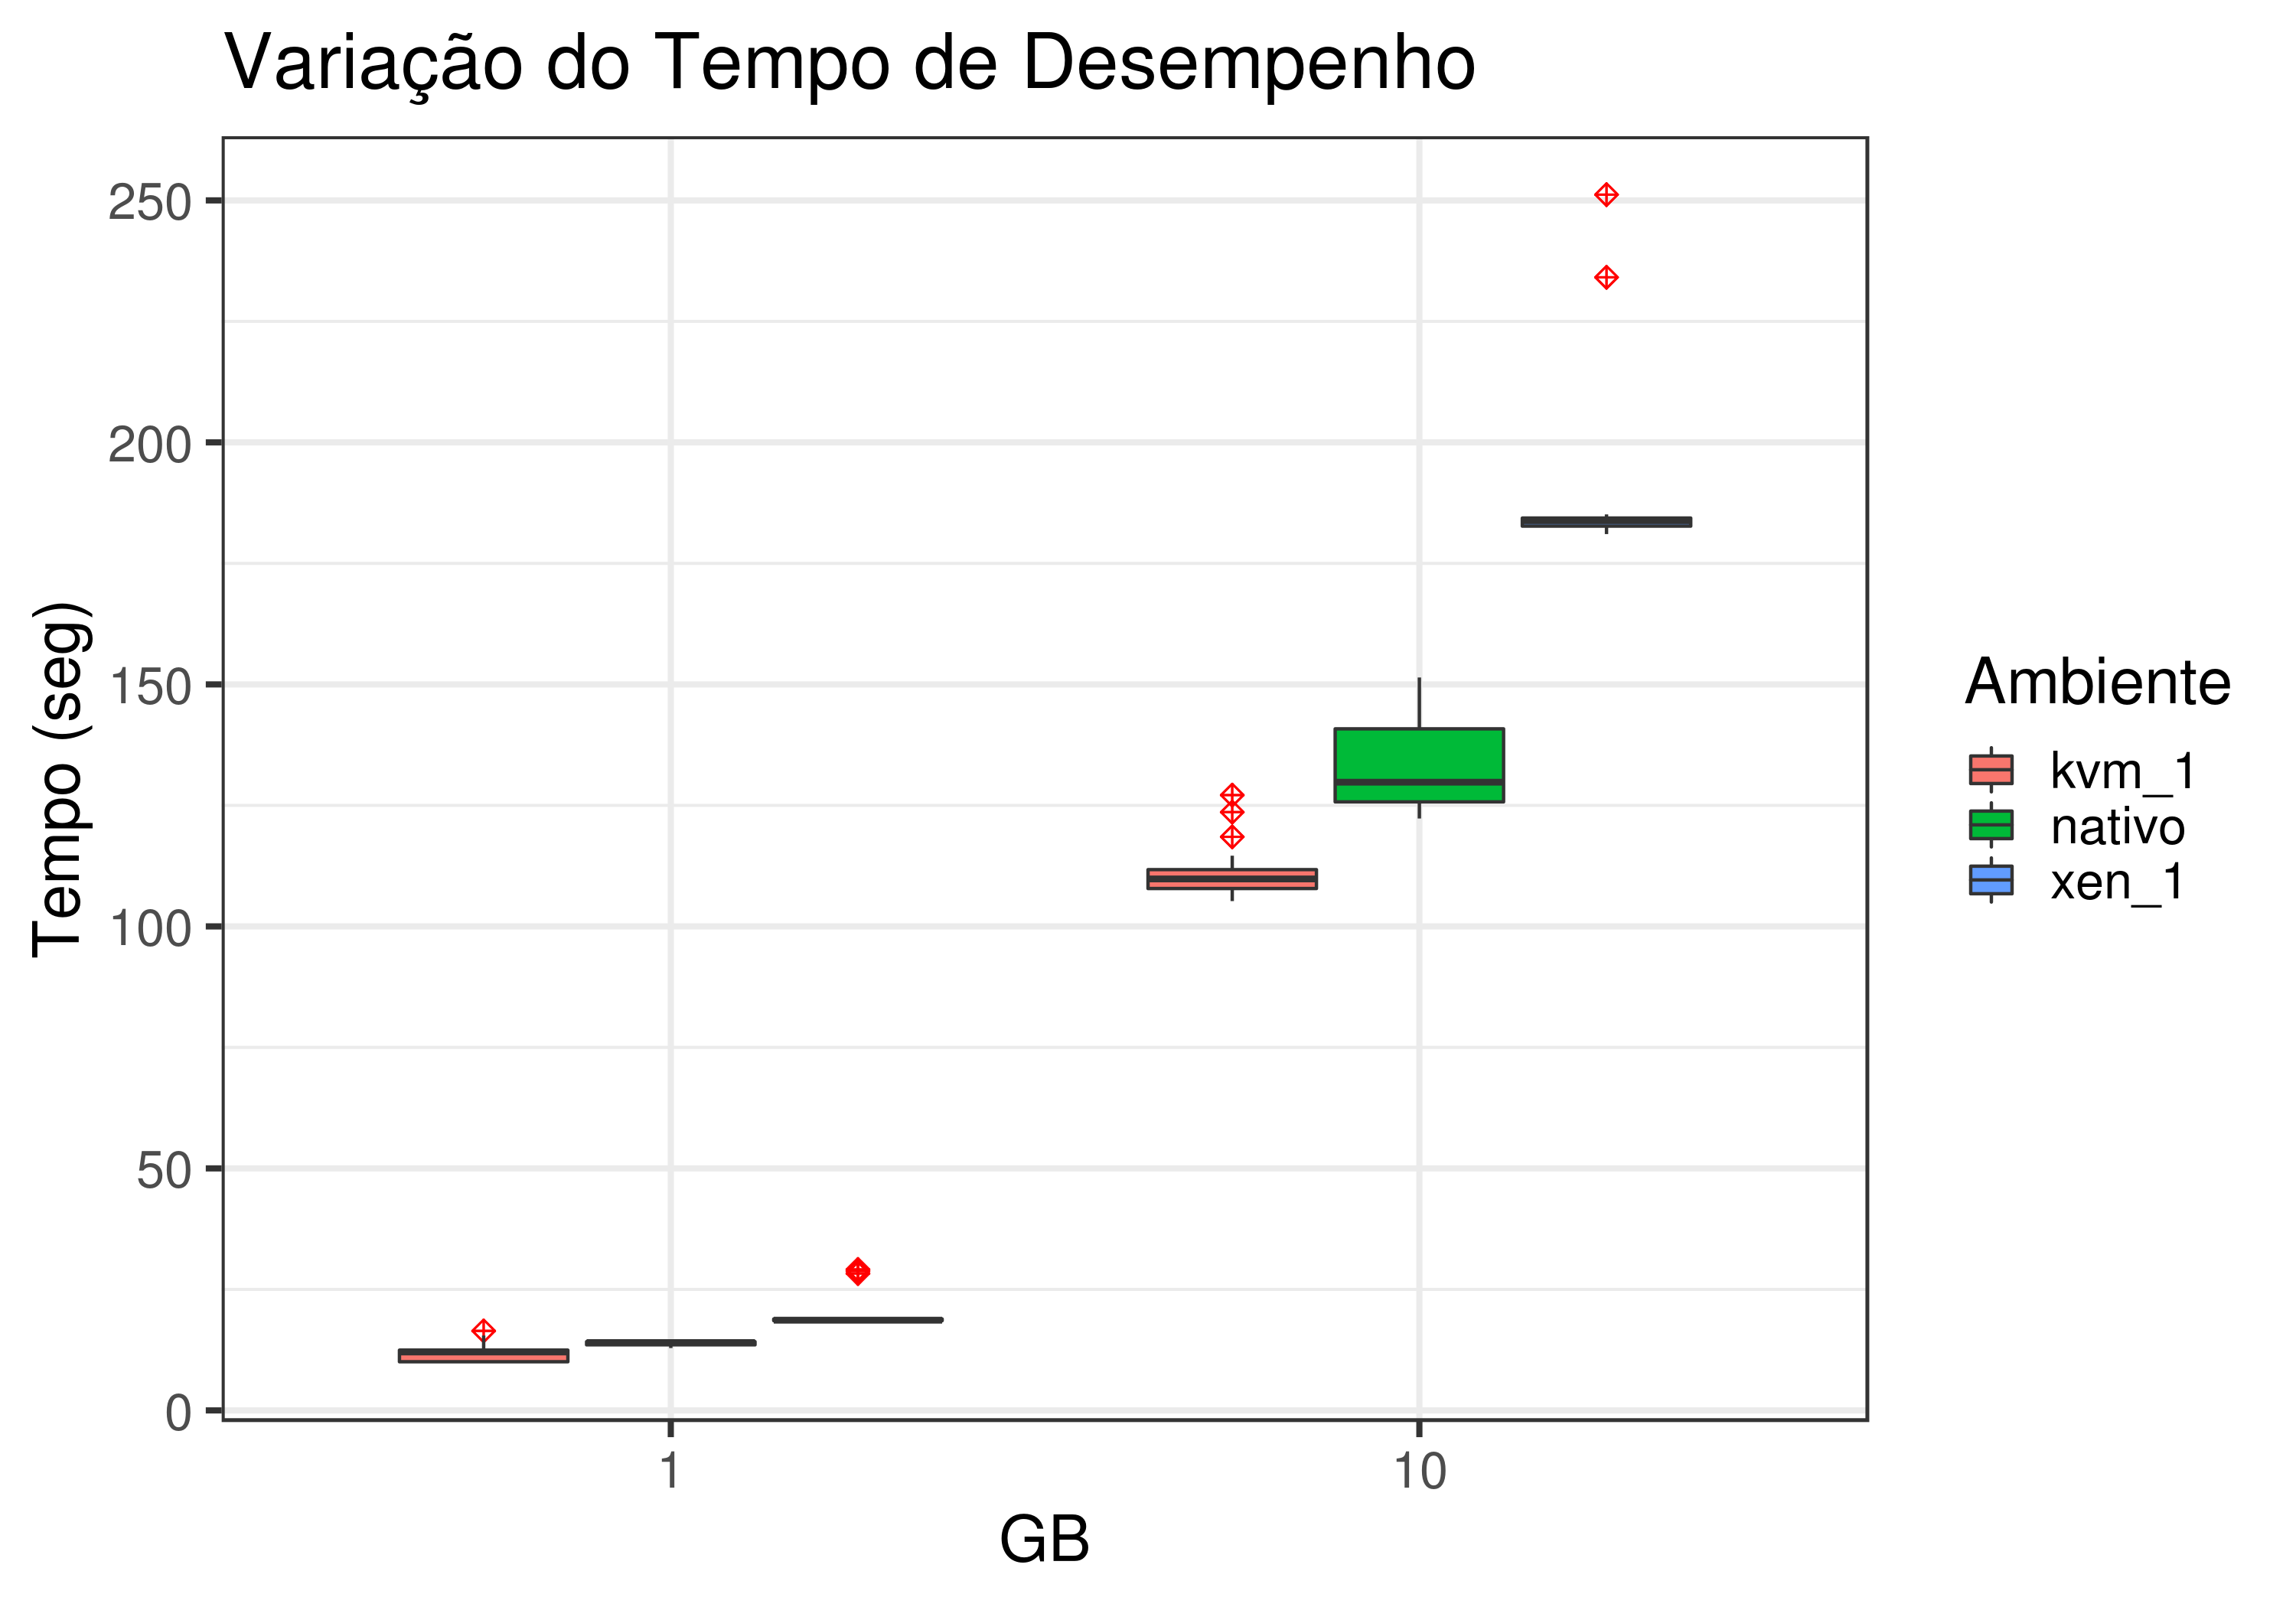 Variação do Tempo de Desempenho
Tempo (seg)
250
200
150
100
50
0
1
10
GB
Ambiente
kvm_1
nativo
xen_1